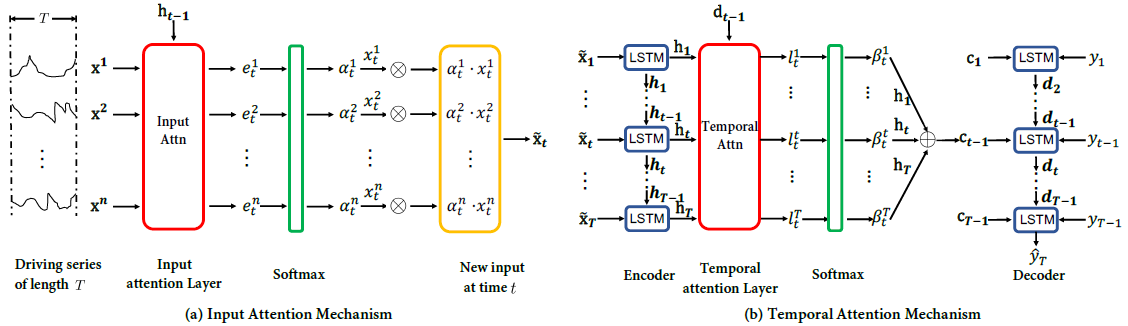 T
h_{t-1}
x^1
x^2
⋮
x^n
Input
Attn
e_t^1
e_t^2
⋮
e_t^n
α_t^1 x_t^1 ⊗
α_t^2 x_t^2 ⊗
⋮
α_t^n x_t^n ⊗
α_t^1 · x_t^1
α_t^2 · x_t^2
⋮
α_t^n · x_t^n
x̃_t
Driving series
of length T
Input
attention Layer
Softmax
New input
at time t
(a) Input Attention Mechanism
d_{t-1}
x̃_1 LSTM h_1
h_1
⋮
h_{t-1}
x̃_t LSTM h_t
h_t
⋮
h_{T-1}
x̃_T LSTM h_T
Temporal
Attn
l_t^1
⋮
l_t^t
⋮
l_t^T
β_t^1
⋮
β_t^t
⋮
β_t^T
h_1
h_t
h_T
⊕
c_1 LSTM y_1
d_2
⋮
d_{t-1}
c_{t-1} LSTM y_{t-1}
d_t
⋮
d_{T-1}
c_{T-1} LSTM y_{T-1}
ŷ_T
Encoder
Temporal
attention Layer
Softmax
Decoder
(b) Temporal Attention Mechanism